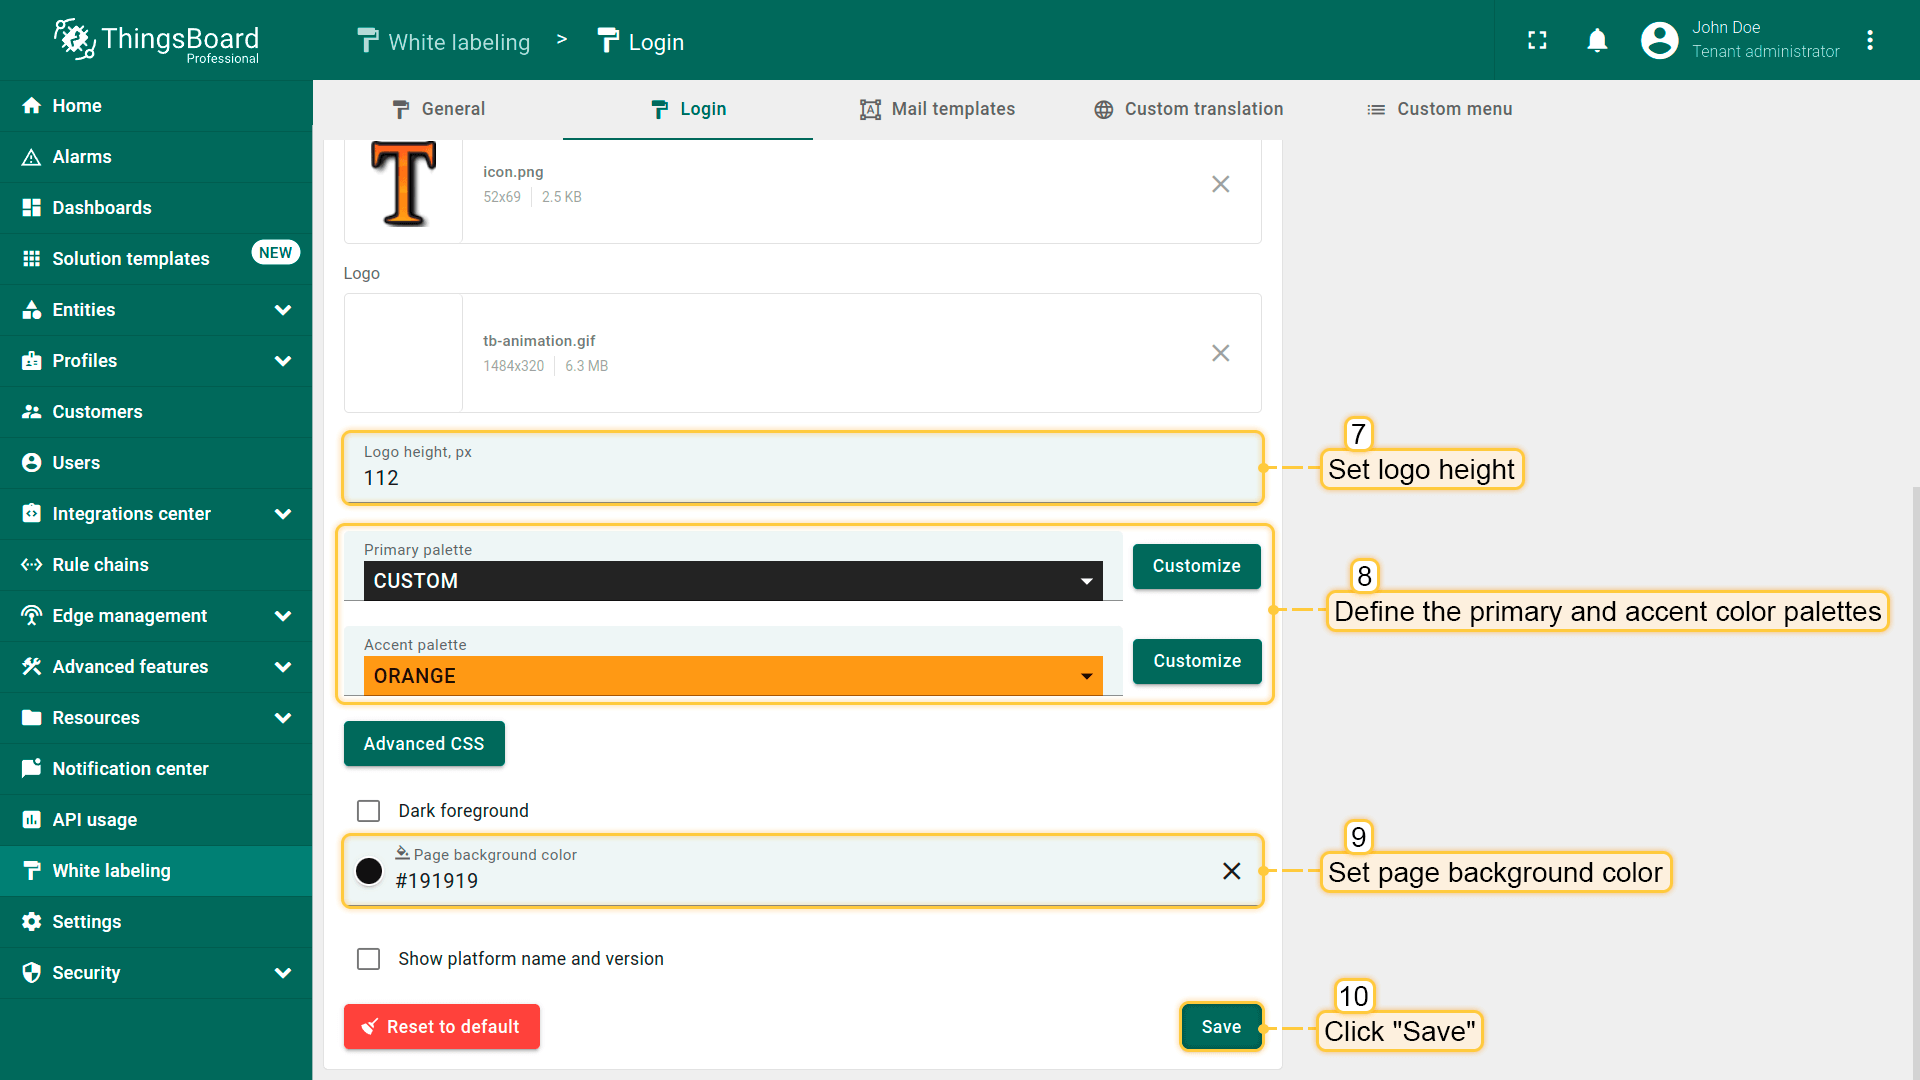 ThingsBoard
Professional
White labeling > Login
John Doe
Tenant administrator
Home
Alarms
Dashboards
Solution templates NEW
Entities
Profiles
Customers
Users
Integrations center
Rule chains
Edge management
Advanced features
Resources
Notification center
API usage
White labeling
Settings
Security
General Login Mail templates Custom translation Custom menu
T
icon.png
52x69 2.5 KB
Logo
tb-animation.gif
1484x320 6.3 MB
Logo height, px
112
7
Set logo height
Primary palette
CUSTOM
Customize
Accent palette
ORANGE
Customize
8
Define the primary and accent color palettes
Advanced CSS
Dark foreground
Page background color
#191919
9
Set page background color
Show platform name and version
Reset to default
Save
10
Click "Save"